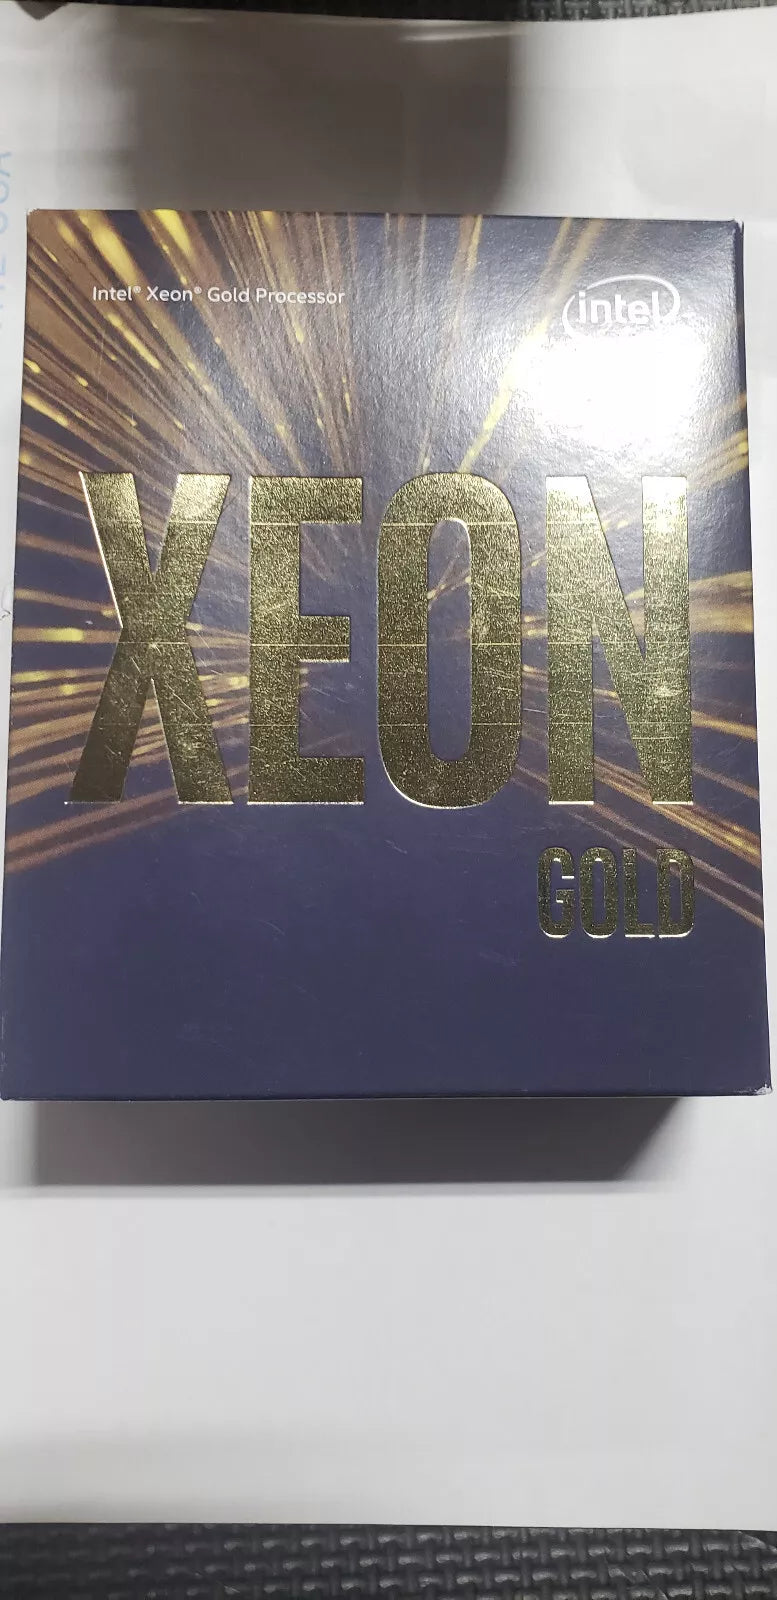 Intel® Xeon® Gold Processor
intel
XEON
GOLD